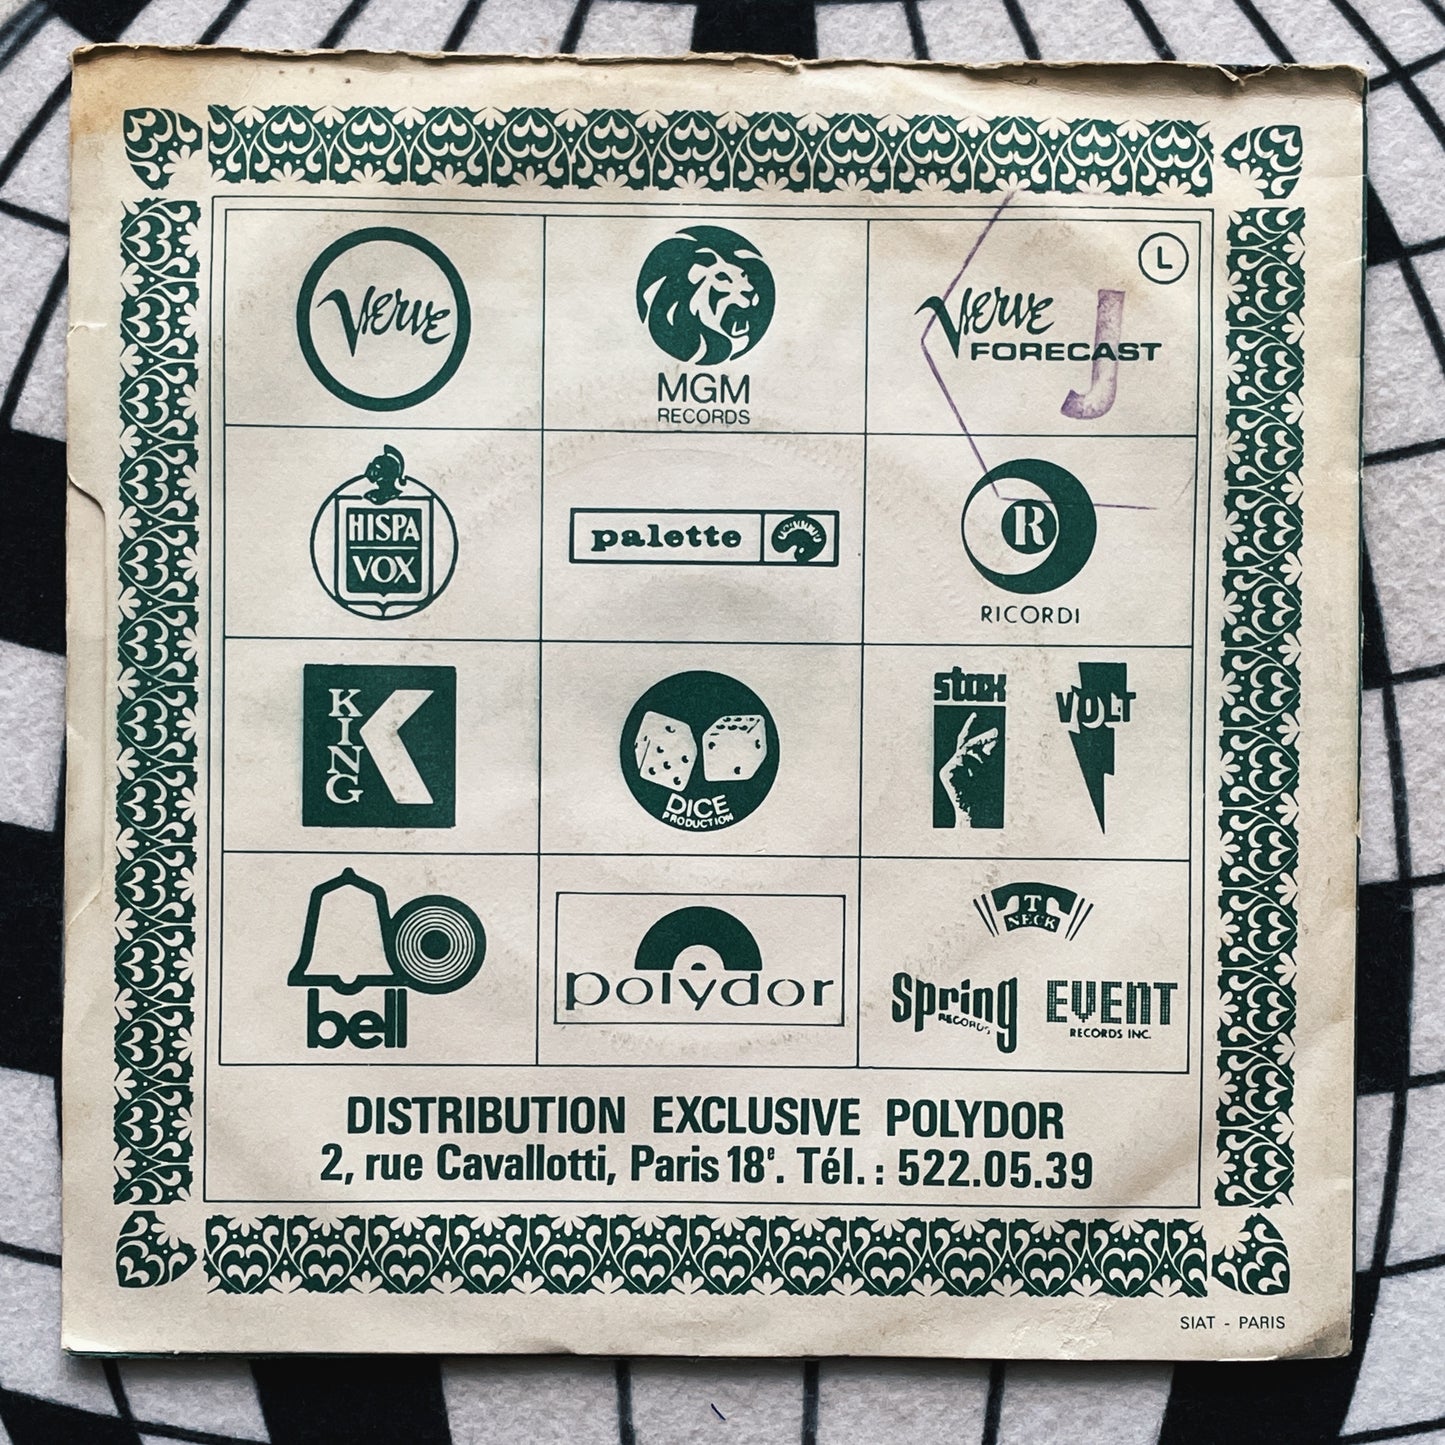 Verve
MGM
RECORDS
L
Verve
FORECAST
J
HISPA
VOX
palette
R
RICORDI
KING
K
DICE
PRODUCTION
stax
VOLT
bell
polydor
T
NECK
Spring
RECORDS
EVENT
RECORDS INC.
DISTRIBUTION EXCLUSIVE POLYDOR
2, rue Cavallotti, Paris 18e. Tél. : 522.05.39
SIAT - PARIS